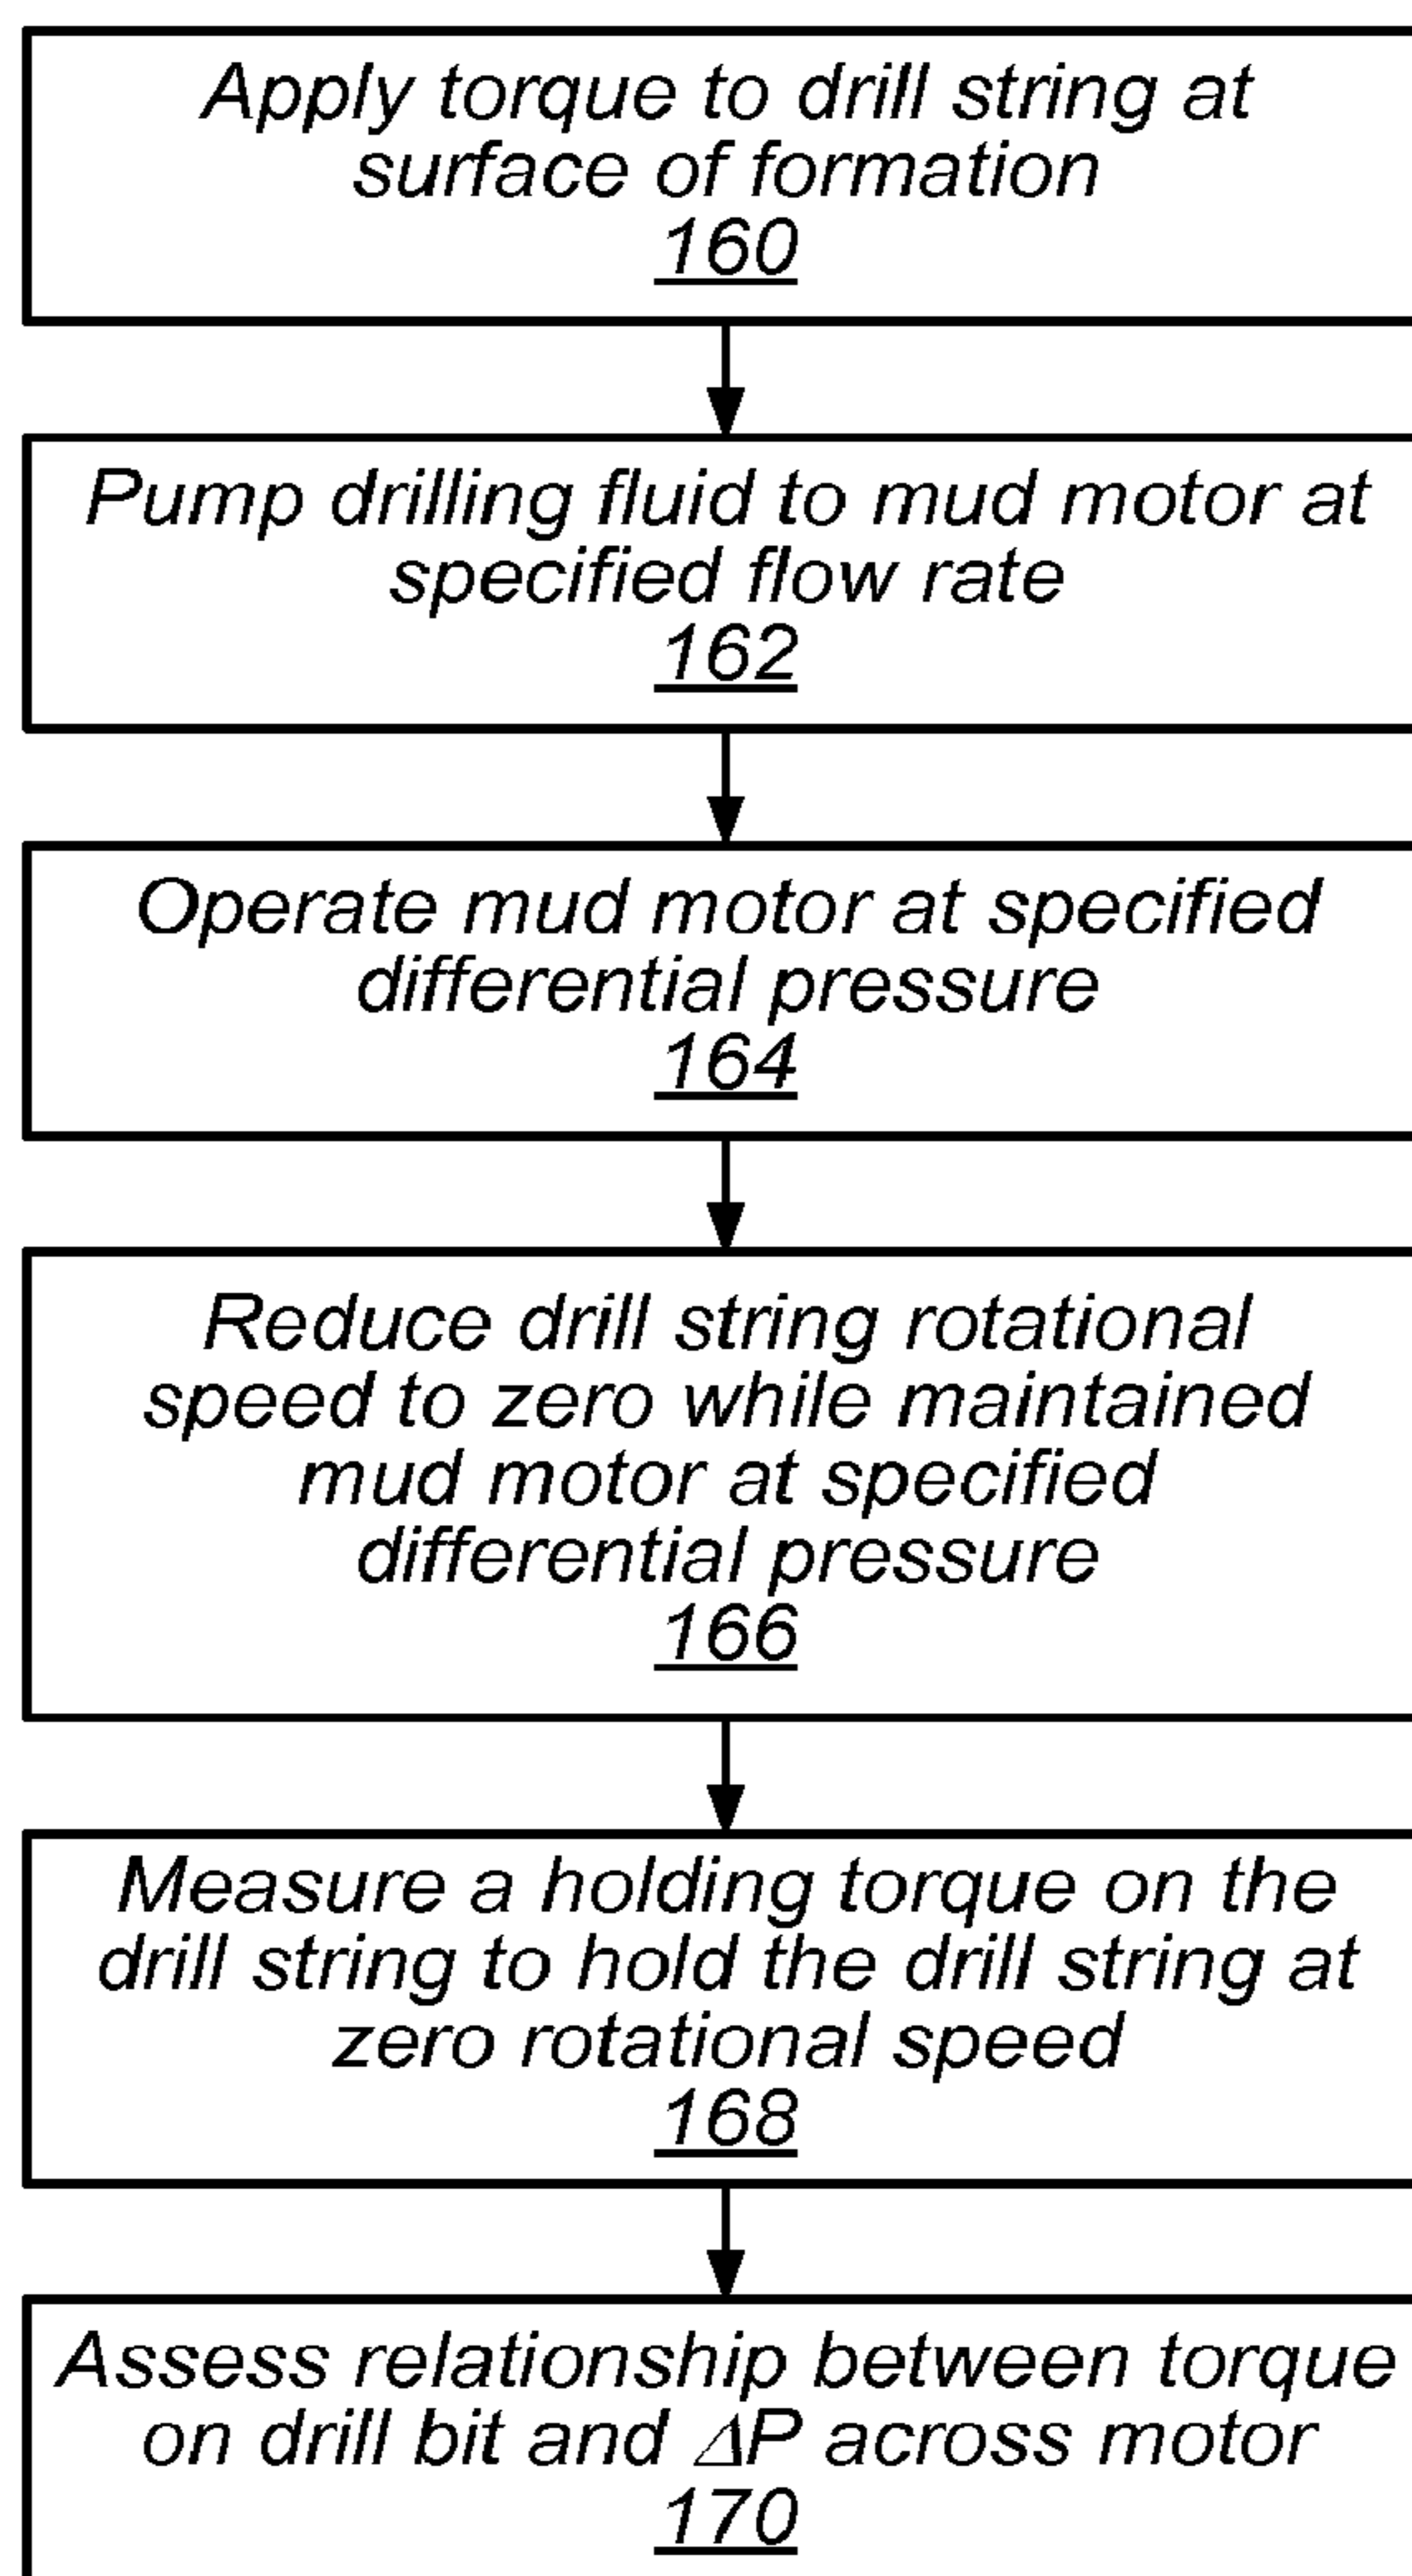 Apply torque to drill string at
surface of formation
160
Pump drilling fluid to mud motor at
specified flow rate
162
Operate mud motor at specified
differential pressure
164
Reduce drill string rotational
speed to zero while maintained
mud motor at specified
differential pressure
166
Measure a holding torque on the
drill string to hold the drill string at
zero rotational speed
168
Assess relationship between torque
on drill bit and ΔP across motor
170